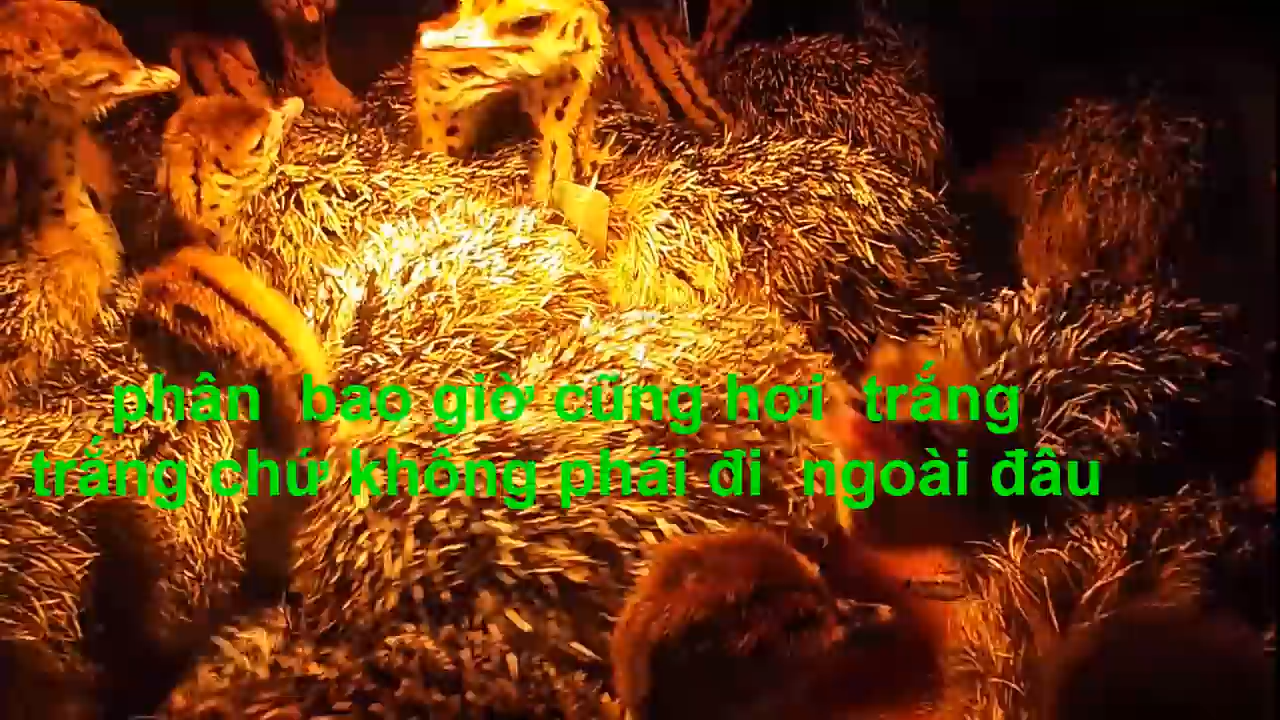 phân bao giờ cũng hơi trắng
trắng chứ không phải đi ngoài đâu